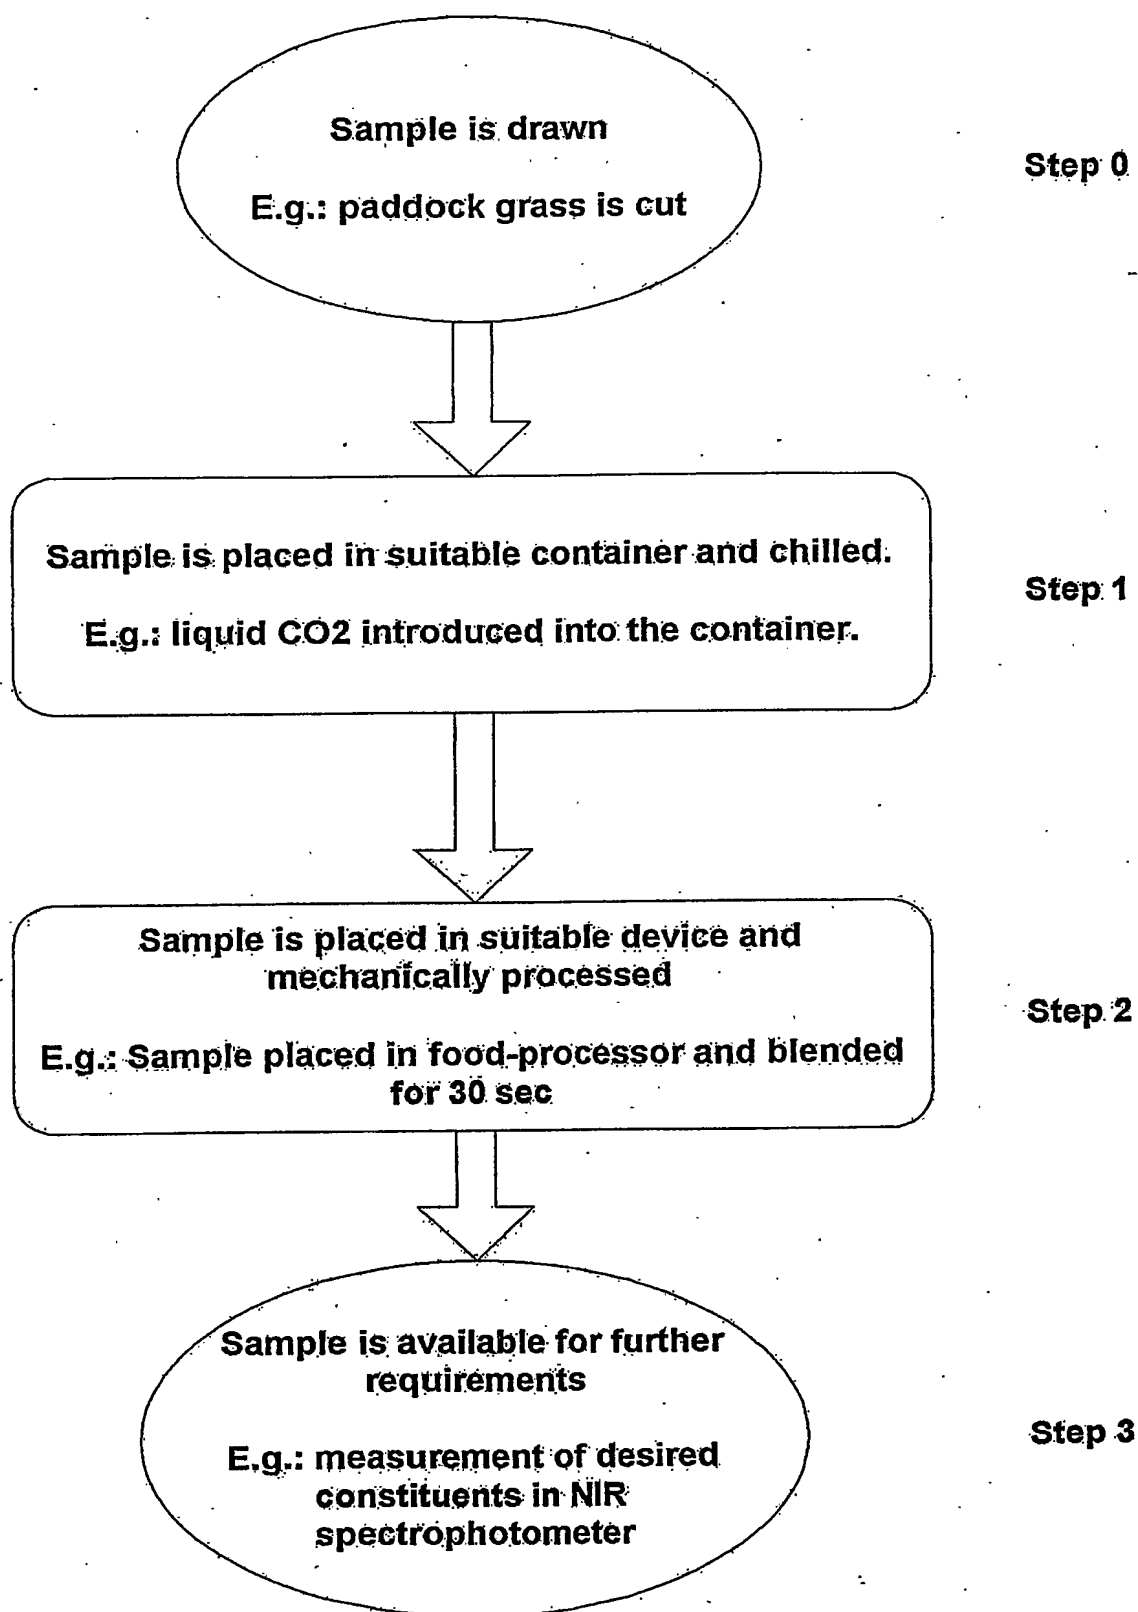 Sample is drawn
E.g.: paddock grass is cut
Step 0
Sample is placed in suitable container and chilled.
E.g.: liquid CO2 introduced into the container.
Step 1
Sample is placed in suitable device and
mechanically processed
E.g.: Sample placed in food-processor and blended
for 30 sec
Step 2
Sample is available for further
requirements
E.g.: measurement of desired
constituents in NIR
spectrophotometer
Step 3